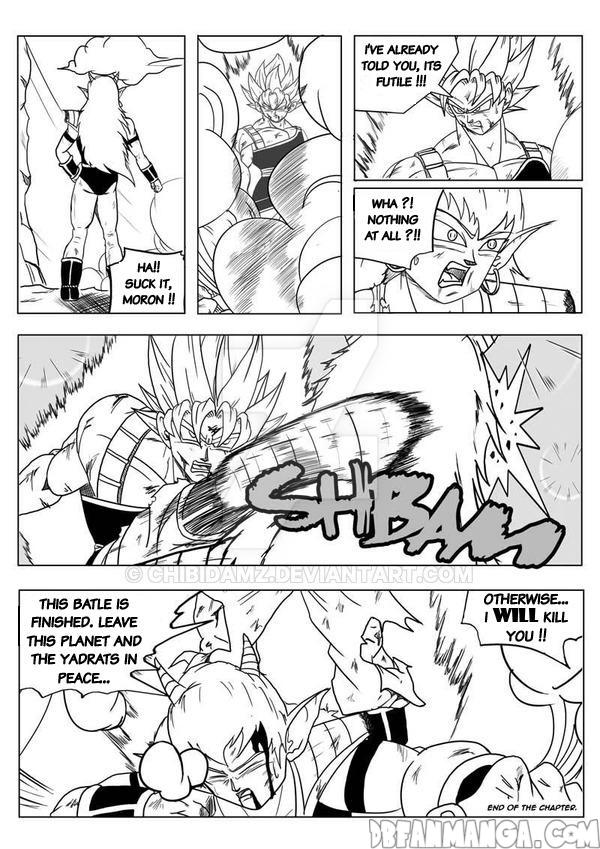 HA!!
SUCK IT,
MORON !!
I'VE ALREADY
TOLD YOU, ITS
FUTILE !!!
WHA ?!
NOTHING
AT ALL ?!!
SHIBAM
© CHIBIDAMZ.DEVIANTART.COM
THIS BATLE IS
FINISHED. LEAVE
THIS PLANET AND
THE YADRATS IN
PEACE...
OTHERWISE...
I WILL KILL
YOU !!
END OF THE CHAPTER.
DBFANMANGA.COM